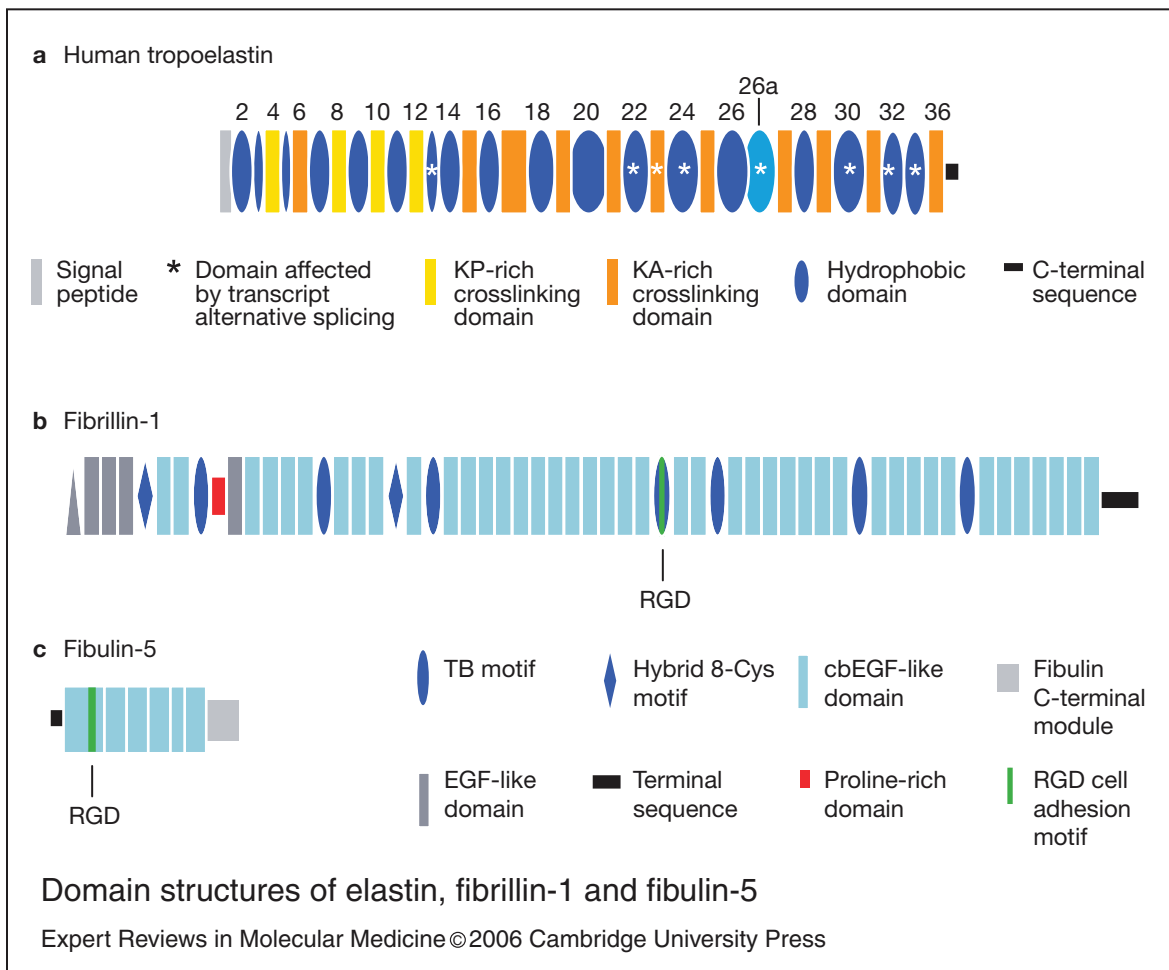 a Human tropoelastin
26a
2 4 6 8 10 12 14 16 18 20 22 24 26 28 30 32 36
* * * * * * * *
Signal
peptide
* Domain affected
by transcript
alternative splicing
KP-rich
crosslinking
domain
KA-rich
crosslinking
domain
Hydrophobic
domain
C-terminal
sequence
b Fibrillin-1
RGD
c Fibulin-5
RGD
TB motif
Hybrid 8-Cys
motif
cbEGF-like
domain
Fibulin
C-terminal
module
EGF-like
domain
Terminal
sequence
Proline-rich
domain
RGD cell
adhesion
motif
Domain structures of elastin, fibrillin-1 and fibulin-5
Expert Reviews in Molecular Medicine © 2006 Cambridge University Press